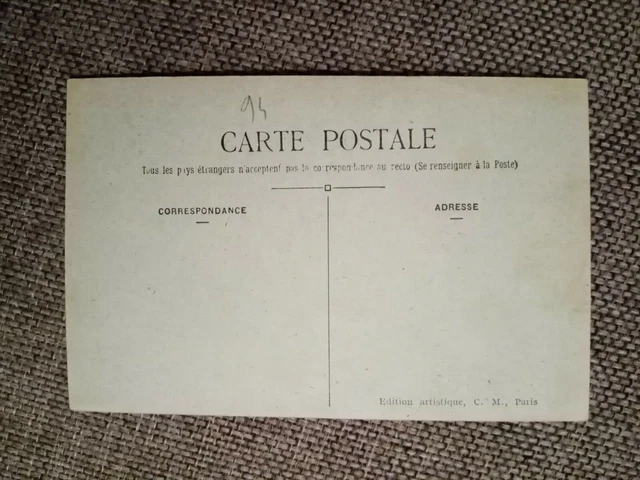 94
CARTE POSTALE
Tous les pays étrangers n'acceptent pas la correspondance au recto (Se renseigner à la Poste)
CORRESPONDANCE
ADRESSE
Edition artistique, C. M., Paris